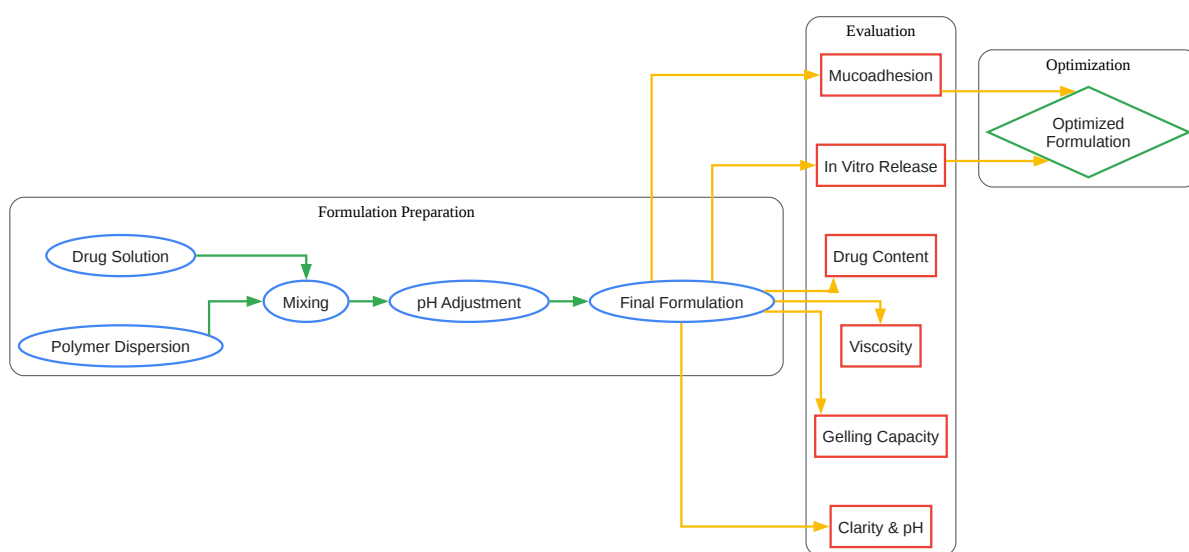 Formulation Preparation
Drug Solution
Polymer Dispersion
Mixing
pH Adjustment
Final Formulation
Evaluation
Mucoadhesion
In Vitro Release
Drug Content
Viscosity
Gelling Capacity
Clarity & pH
Optimization
Optimized
Formulation